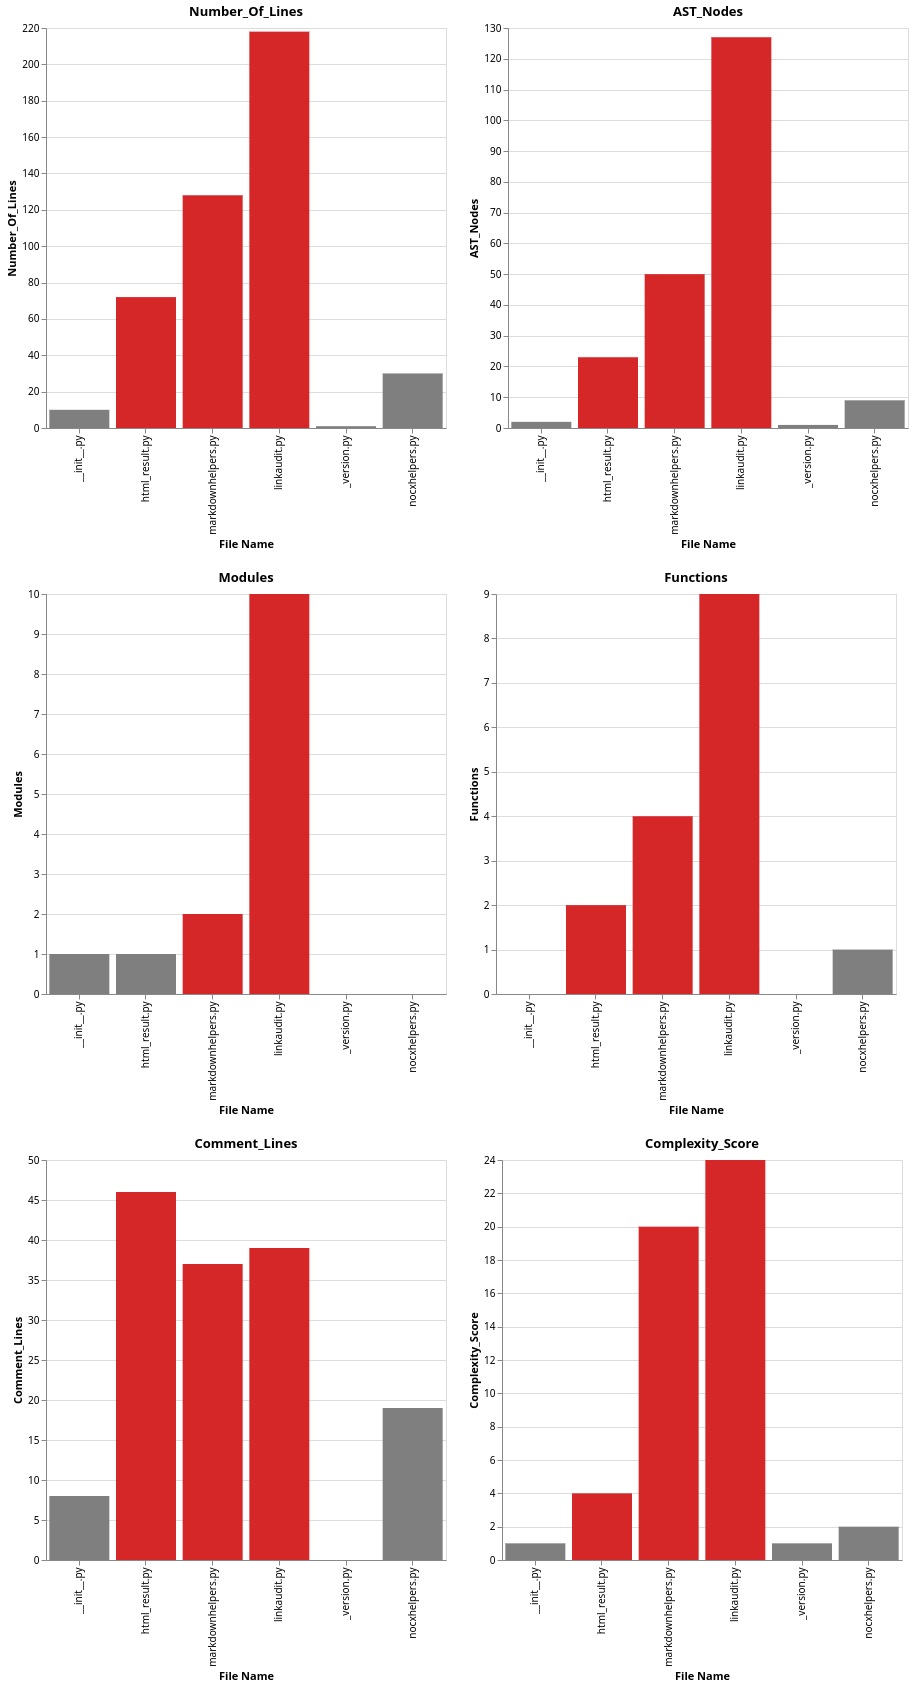 Number_Of_Lines
220
200
180
160
140
120
100
80
60
40
20
0
Number_Of_Lines
__init__.py
html_result.py
markdownhelpers.py
linkaudit.py
_version.py
nocxhelpers.py
File Name
AST_Nodes
130
120
110
100
90
80
70
60
50
40
30
20
10
0
AST_Nodes
__init__.py
html_result.py
markdownhelpers.py
linkaudit.py
_version.py
nocxhelpers.py
File Name
Modules
10
9
8
7
6
5
4
3
2
1
0
Modules
__init__.py
html_result.py
markdownhelpers.py
linkaudit.py
_version.py
nocxhelpers.py
File Name
Functions
9
8
7
6
5
4
3
2
1
0
Functions
__init__.py
html_result.py
markdownhelpers.py
linkaudit.py
_version.py
nocxhelpers.py
File Name
Comment_Lines
50
45
40
35
30
25
20
15
10
5
0
Comment_Lines
__init__.py
html_result.py
markdownhelpers.py
linkaudit.py
_version.py
nocxhelpers.py
File Name
Complexity_Score
24
22
20
18
16
14
12
10
8
6
4
2
0
Complexity_Score
__init__.py
html_result.py
markdownhelpers.py
linkaudit.py
_version.py
nocxhelpers.py
File Name